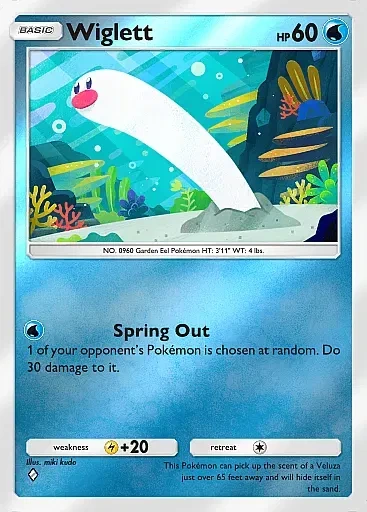 BASIC Wiglett HP 60
NO. 0960 Garden Eel Pokémon HT: 3'11" WT: 4 lbs.
Spring Out
1 of your opponent's Pokémon is chosen at random. Do
30 damage to it.
weakness +20 retreat
Illus. miki kudo
This Pokémon can pick up the scent of a Veluza
just over 65 feet away and will hide itself in
the sand.